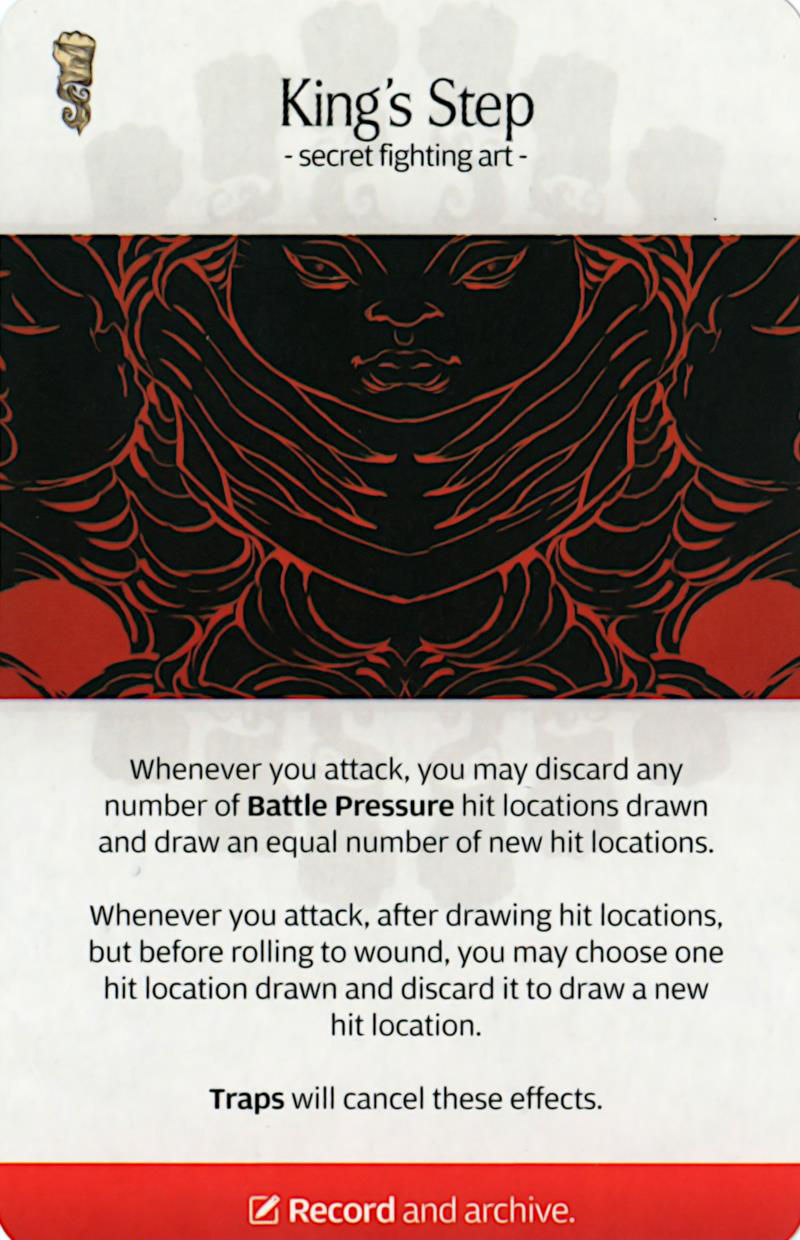 King's Step
- secret fighting art -
Whenever you attack, you may discard any
number of Battle Pressure hit locations drawn
and draw an equal number of new hit locations.
Whenever you attack, after drawing hit locations,
but before rolling to wound, you may choose one
hit location drawn and discard it to draw a new
hit location.
Traps will cancel these effects.
Record and archive.